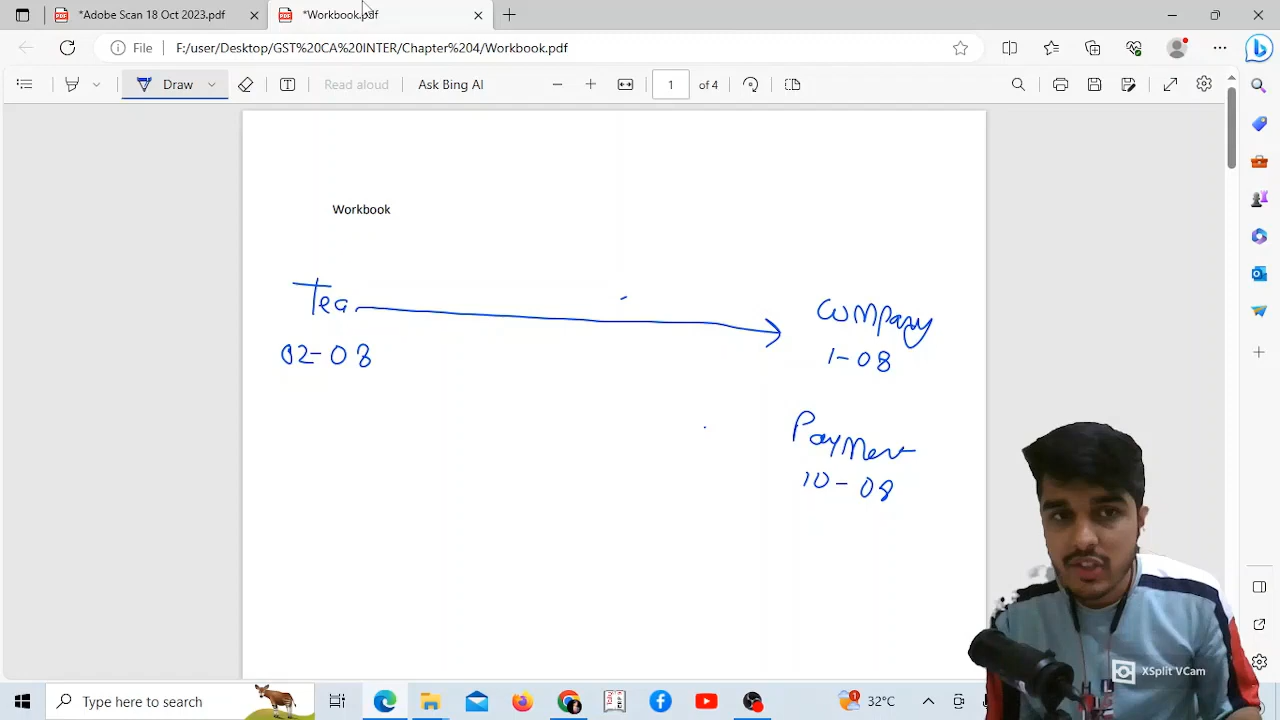 *Adobe Scan 18 Oct 2023.pdf
*Workbook.pdf
File
F:/user/Desktop/GST%20CA%20INTER/Chapter%204/Workbook.pdf
Draw
Read aloud
Ask Bing AI
1
of 4
Workbook
Tea
Company
02-08
1-08
Payment
10-08
XSplit VCam
Type here to search
1
32°C